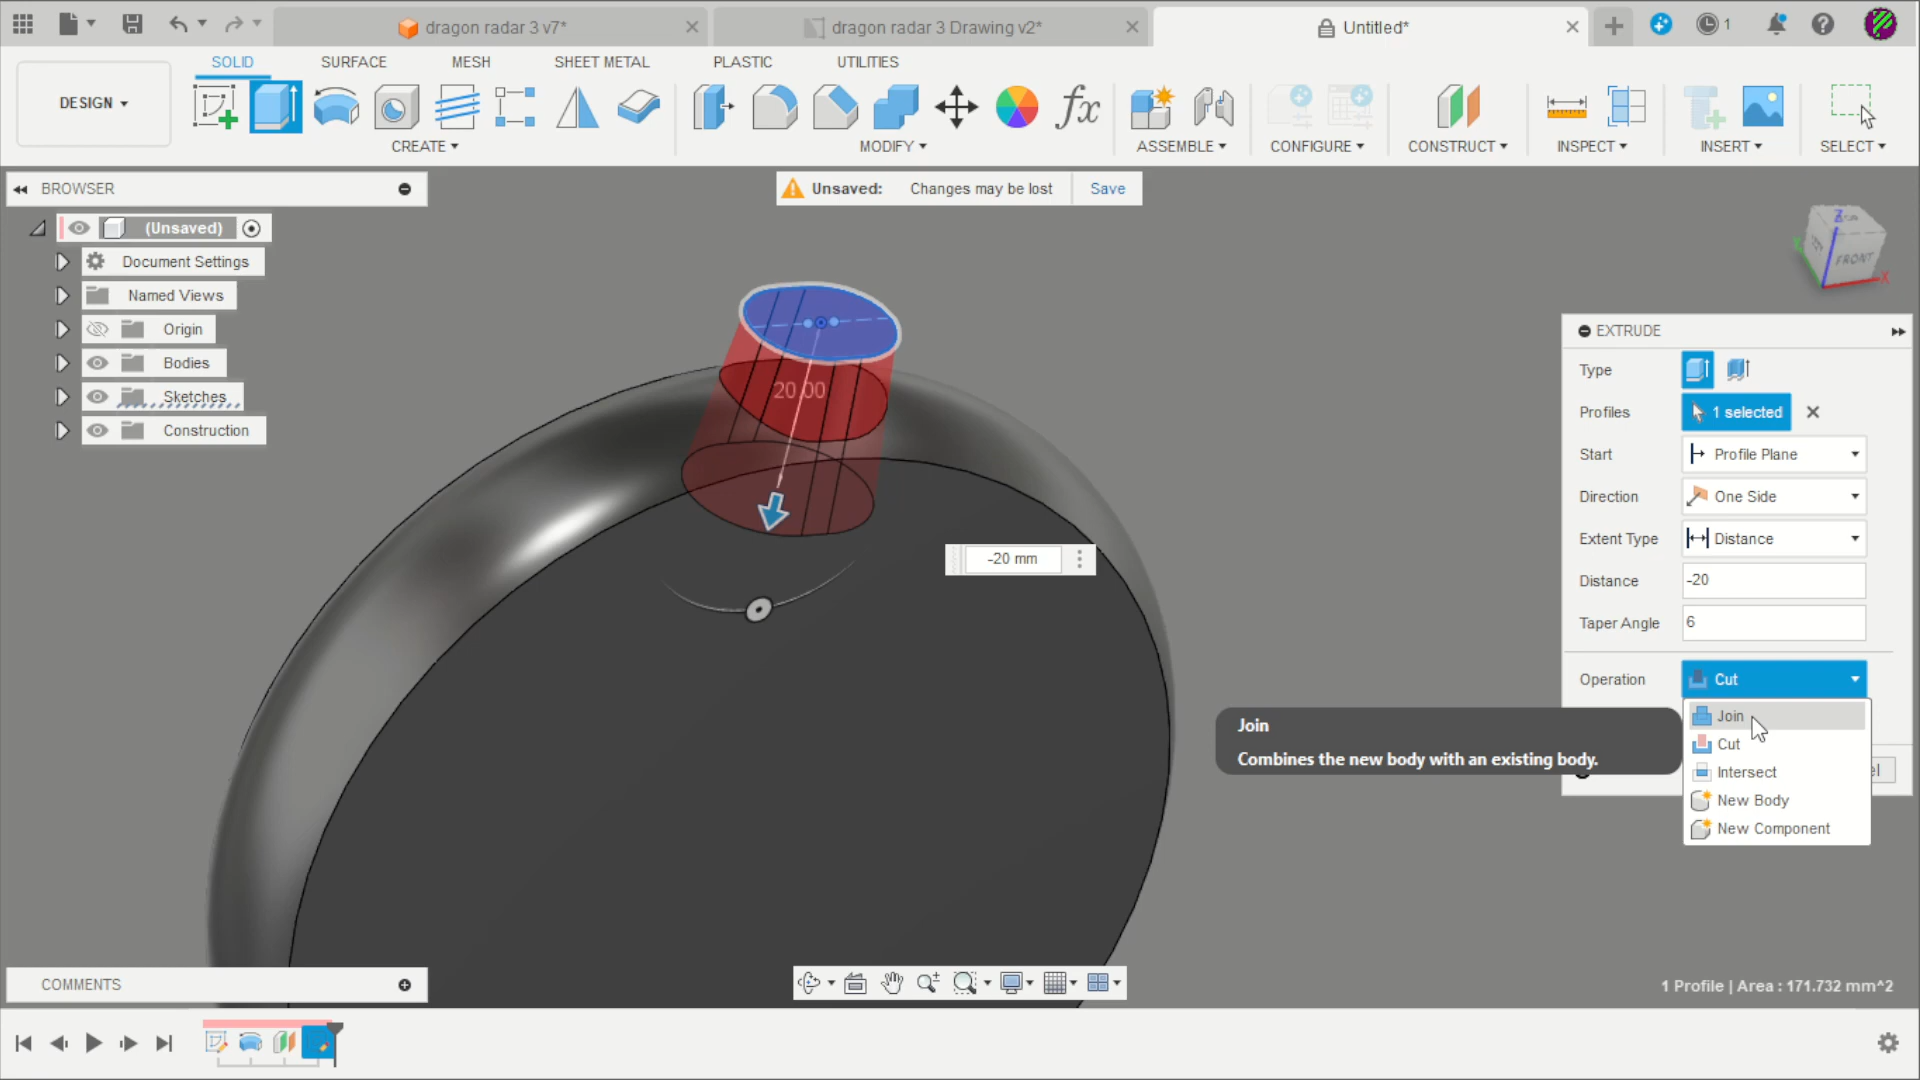 dragon radar 3 v7*
dragon radar 3 Drawing v2*
Untitled*
1
SOLID
SURFACE
MESH
SHEET METAL
PLASTIC
UTILITIES
DESIGN
CREATE
MODIFY
ASSEMBLE
CONFIGURE
CONSTRUCT
INSPECT
INSERT
SELECT
BROWSER
Unsaved: Changes may be lost Save
(Unsaved)
Document Settings
Named Views
Origin
Bodies
Sketches
Construction
Z
FRONT
X
20.00
-20 mm
EXTRUDE
Type
Profiles 1 selected
Start Profile Plane
Direction One Side
Extent Type Distance
Distance -20
Taper Angle 6
Operation Cut
Join
Cut
Intersect
New Body
New Component
Join
Combines the new body with an existing body.
COMMENTS
1 Profile | Area : 171.732 mm^2